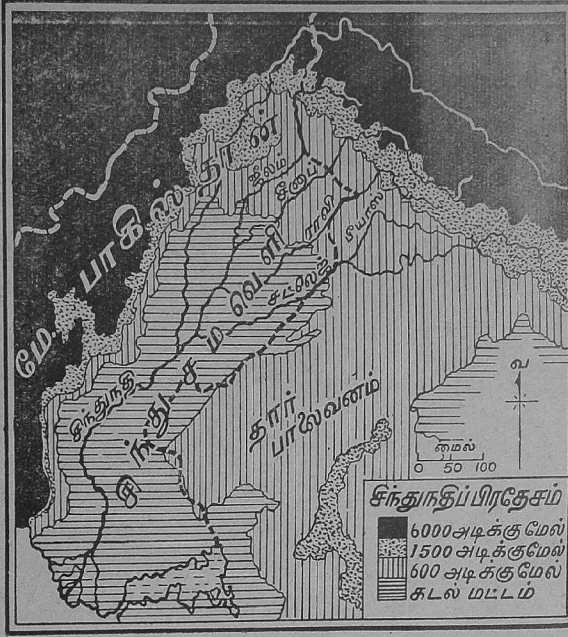 மே. பாகிஸ்தான்
ஜீலம்
சீனாப்
ராவி
சட்லெஜ்
பியாஸ்
சிந்து சமவெளி
சிந்துநதி
தார்
பாலைவனம்
வ
மைல்
0 50 100
சிந்துநதிப்பிரதேசம்
6000 அடிக்குமேல்
1500 அடிக்குமேல்
600 அடிக்குமேல்
கடல் மட்டம்